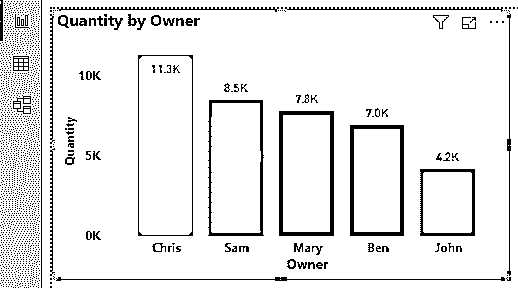 Quantity by Owner
Quantity
10K
5K
0K
11.3K
8.5K
7.8K
7.0K
4.2K
Chris Sam Mary Ben John
Owner